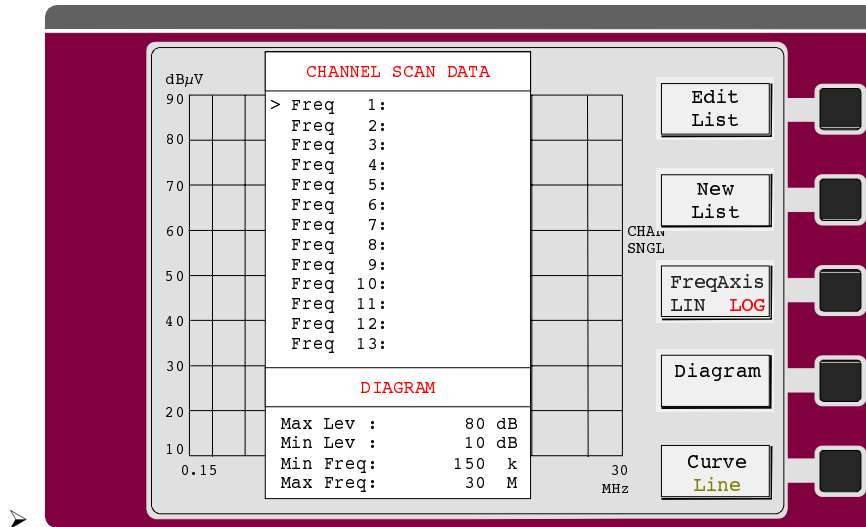 dBµV
90
80
70
60
50
40
30
20
10
0.15
CHANNEL SCAN DATA
> Freq 1:
Freq 2:
Freq 3:
Freq 4:
Freq 5:
Freq 6:
Freq 7:
Freq 8:
Freq 9:
Freq 10:
Freq 11:
Freq 12:
Freq 13:
DIAGRAM
Max Lev : 80 dB
Min Lev : 10 dB
Min Freq: 150 k
Max Freq: 30 M
CHAN
SNGL
30
MHz
Edit
List
New
List
FreqAxis
LIN LOG
Diagram
Curve
Line